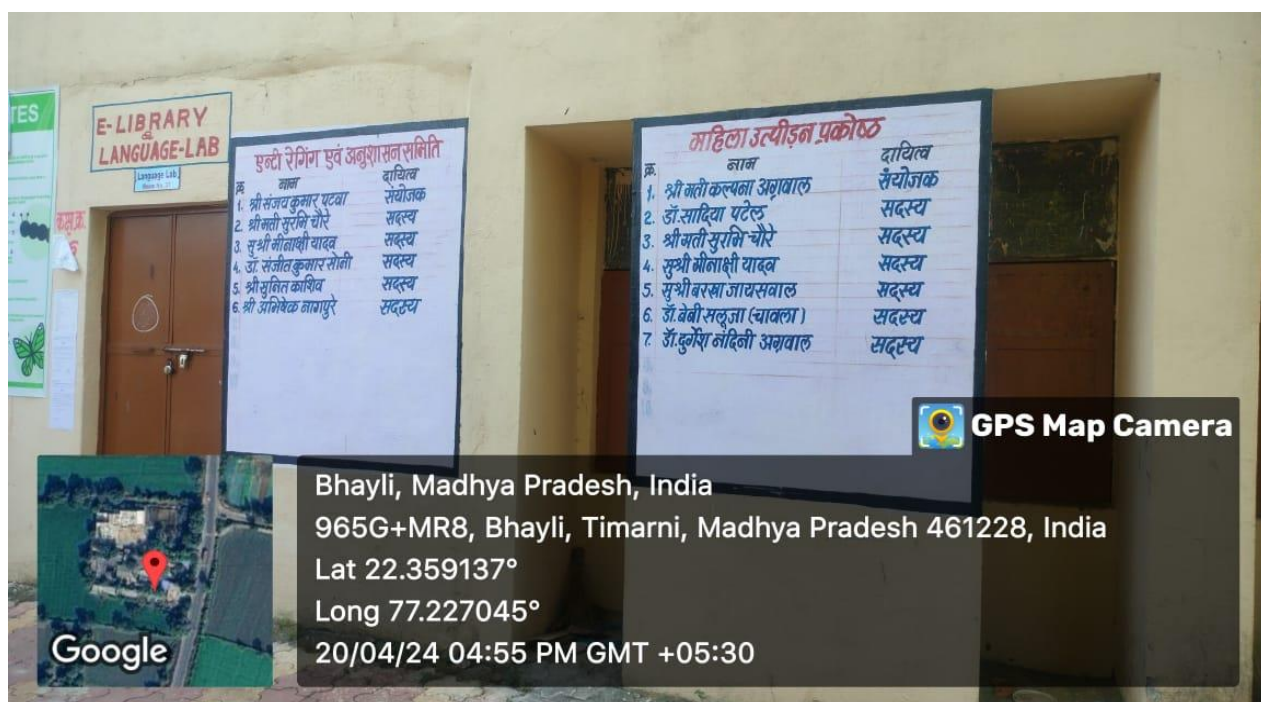 TES
E-LIBRARY
&
LANGUAGE-LAB
Language Lab
एन्टी रेगिंग एवं अनुशासन समिति
क्र. नाम दायित्व
1. श्री संजय कुमार पटवा संयोजक
2. श्रीमती सुरभि चौरे सदस्य
3. सुश्री मीनाक्षी यादव सदस्य
4. डॉ. संजीत कुमार सोनी सदस्य
5. श्री सुनित काशिव सदस्य
6. श्री अभिषेक नागपुरे सदस्य
महिला उत्पीड़न प्रकोष्ठ
क्र. नाम दायित्व
1. श्रीमती कल्पना अग्रवाल संयोजक
2. डॉ. सादिया पटेल सदस्य
3. श्रीमती सुरभि चौरे सदस्य
4. सुश्री मीनाक्षी यादव सदस्य
5. सुश्री बरखा जायसवाल सदस्य
6. डॉ. बेबी सलूजा (चावला) सदस्य
7. डॉ. दुर्गेश नंदिनी अग्रवाल सदस्य
GPS Map Camera
Bhayli, Madhya Pradesh, India
965G+MR8, Bhayli, Timarni, Madhya Pradesh 461228, India
Lat 22.359137°
Long 77.227045°
20/04/24 04:55 PM GMT +05:30
Google